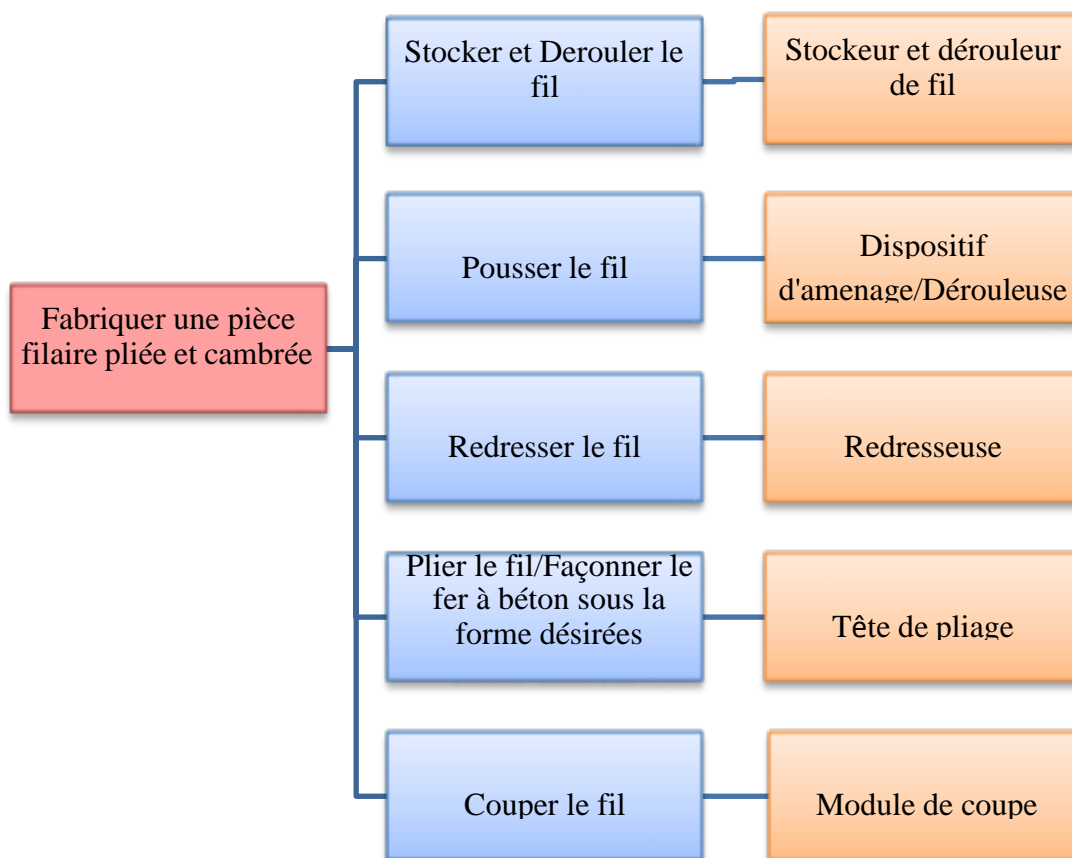 Stocker et Derouler le
fil
Stockeur et dérouleur
de fil
Pousser le fil
Dispositif
d'amenage/Dérouleuse
Fabriquer une pièce
filaire pliée et cambrée
Redresser le fil
Redresseuse
Plier le fil/Façonner le
fer à béton sous la
forme désirées
Tête de pliage
Couper le fil
Module de coupe